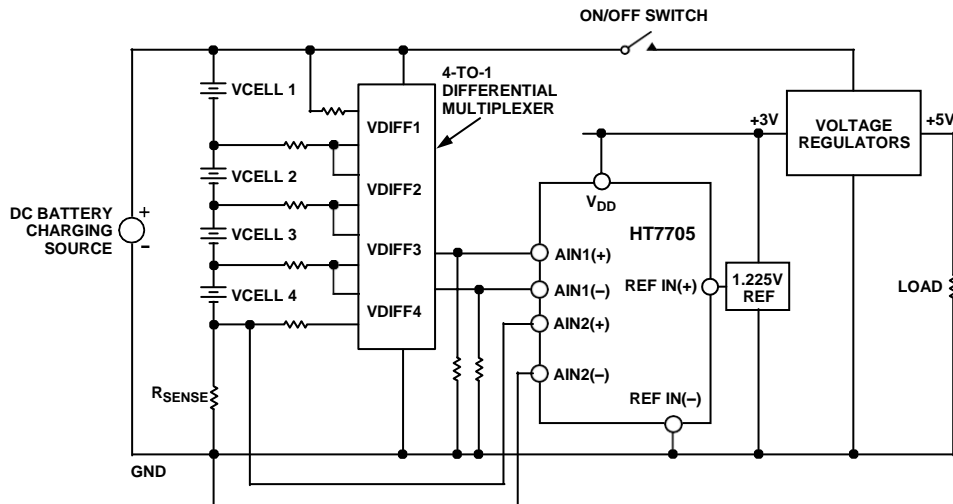 ON/OFF SWITCH
4-TO-1
DIFFERENTIAL
MULTIPLEXER
VCELL 1
VDIFF1
+3V
VOLTAGE
REGULATORS
+5V
VCELL 2
VDIFF2
VDD
DC BATTERY
CHARGING
SOURCE
+
–
VCELL 3
VDIFF3
HT7705
AIN1(+)
REF IN(+)
1.225V
REF
LOAD
VCELL 4
VDIFF4
AIN1(–)
AIN2(+)
AIN2(–)
RSENSE
REF IN(–)
GND